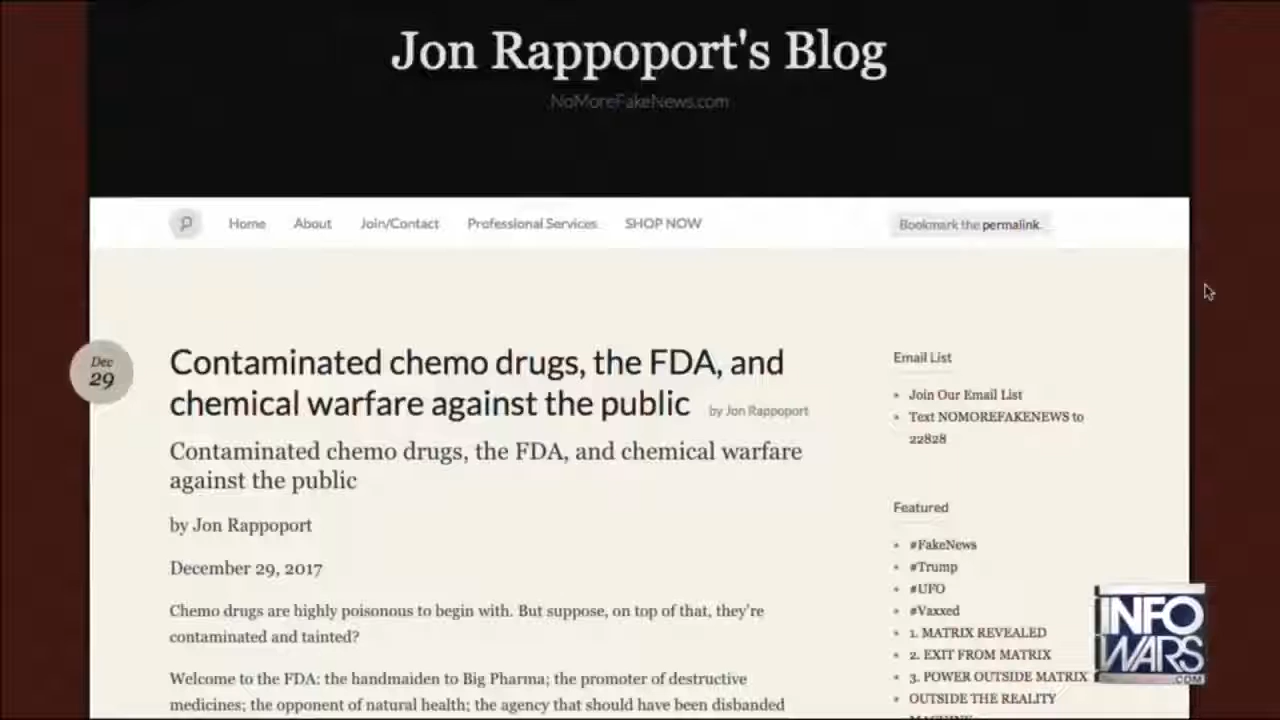 Jon Rappoport's Blog
NoMoreFakeNews.com
Home About Join/Contact Professional Services SHOP NOW
Bookmark the permalink.
Dec
29
Contaminated chemo drugs, the FDA, and
chemical warfare against the public by Jon Rappoport
Contaminated chemo drugs, the FDA, and chemical warfare
against the public
by Jon Rappoport
December 29, 2017
Chemo drugs are highly poisonous to begin with. But suppose, on top of that, they're
contaminated and tainted?
Welcome to the FDA: the handmaiden to Big Pharma; the promoter of destructive
medicines; the opponent of natural health; the agency that should have been disbanded
Email List
Join Our Email List
Text NOMOREFAKENEWS to
22828
Featured
#FakeNews
#Trump
#UFO
#Vaxxed
1. MATRIX REVEALED
2. EXIT FROM MATRIX
3. POWER OUTSIDE MATRIX
OUTSIDE THE REALITY
MACHINE
INFO
WARS
.COM